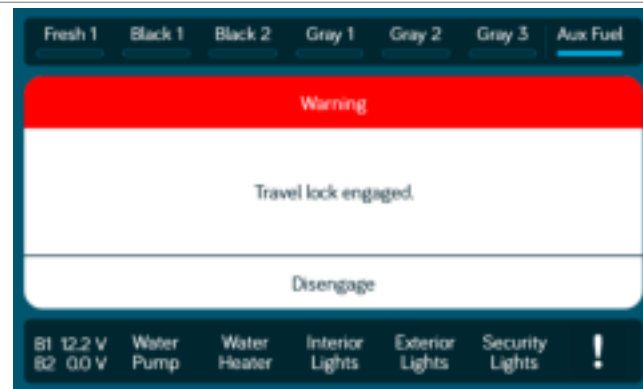 Fresh 1 Black 1 Black 2 Gray 1 Gray 2 Gray 3 Aux Fuel
Warning
Travel lock engaged.
Disengage
B1 12.2 V Water Water Interior Exterior Security !
B2 0.0 V Pump Heater Lights Lights Lights